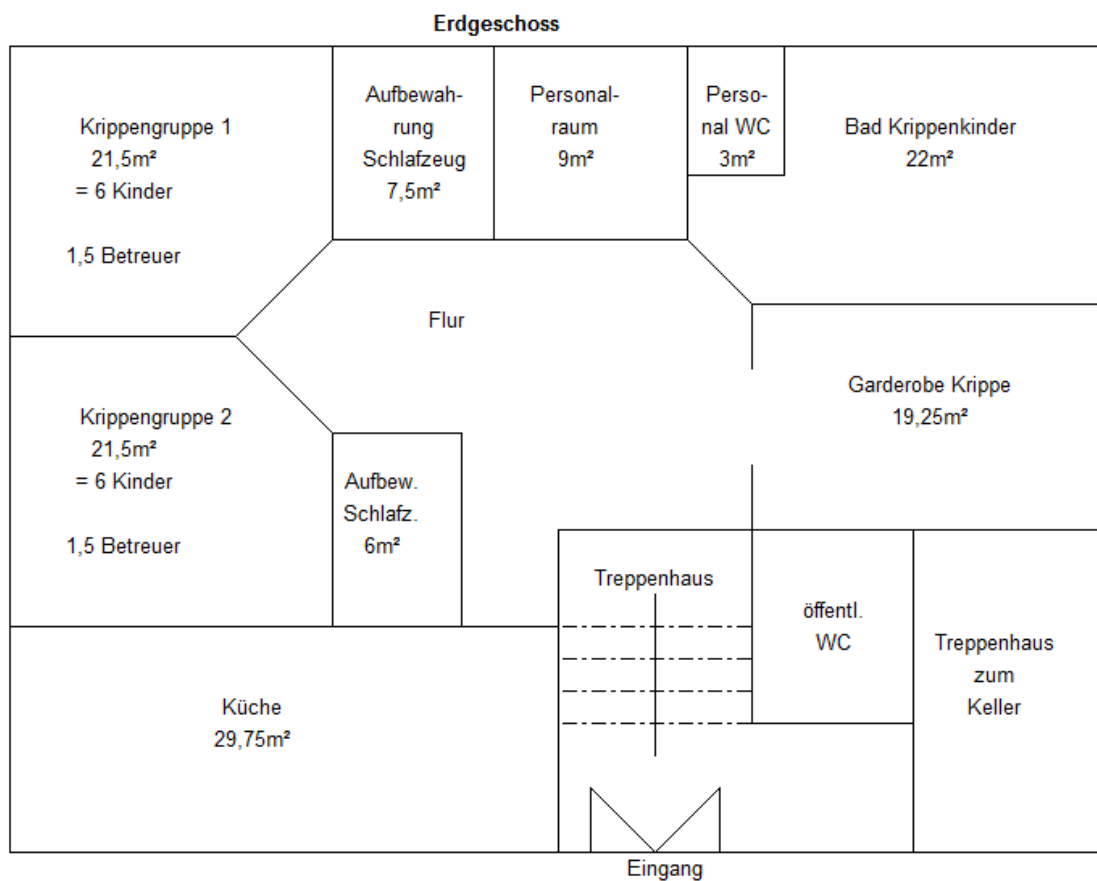 Erdgeschoss
Krippengruppe 1
21,5m²
= 6 Kinder
1,5 Betreuer
Aufbewah-
rung
Schlafzeug
7,5m²
Personal-
raum
9m²
Perso-
nal WC
3m²
Bad Krippenkinder
22m²
Flur
Garderobe Krippe
19,25m²
Krippengruppe 2
21,5m²
= 6 Kinder
1,5 Betreuer
Aufbew.
Schlafz.
6m²
Treppenhaus
öffentl.
WC
Treppenhaus
zum
Keller
Küche
29,75m²
Eingang